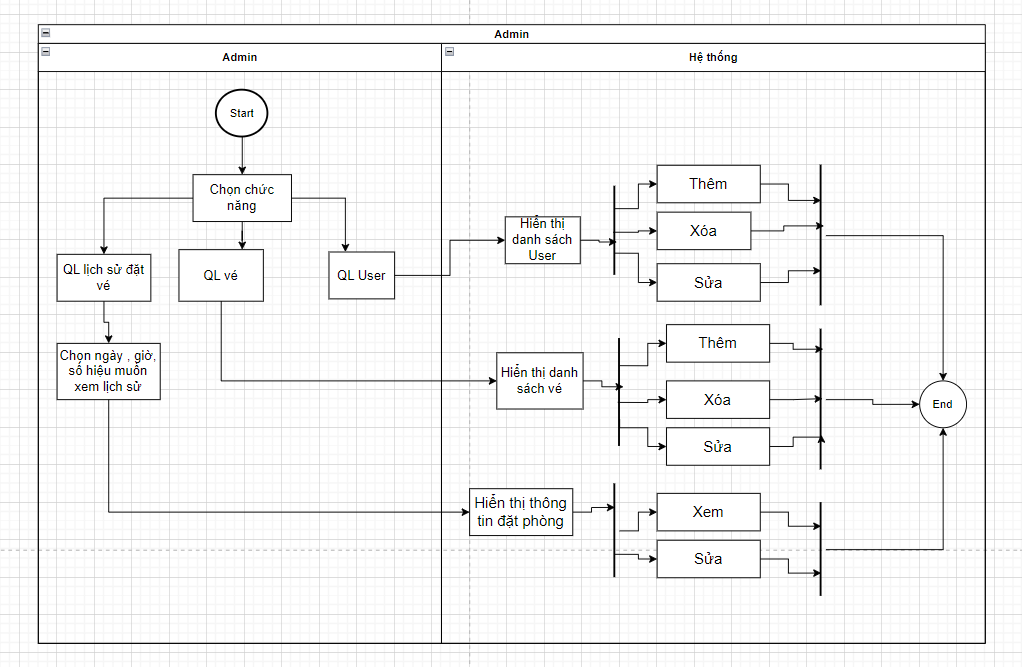 Admin
Admin
Hệ thống
Start
Chọn chức
năng
QL lịch sử đặt
vé
QL vé
QL User
Chọn ngày , giờ,
số hiệu muốn
xem lịch sử
Hiển thị
danh sách
User
Thêm
Xóa
Sửa
Hiển thị danh
sách vé
Thêm
Xóa
Sửa
End
Hiển thị thông
tin đặt phòng
Xem
Sửa